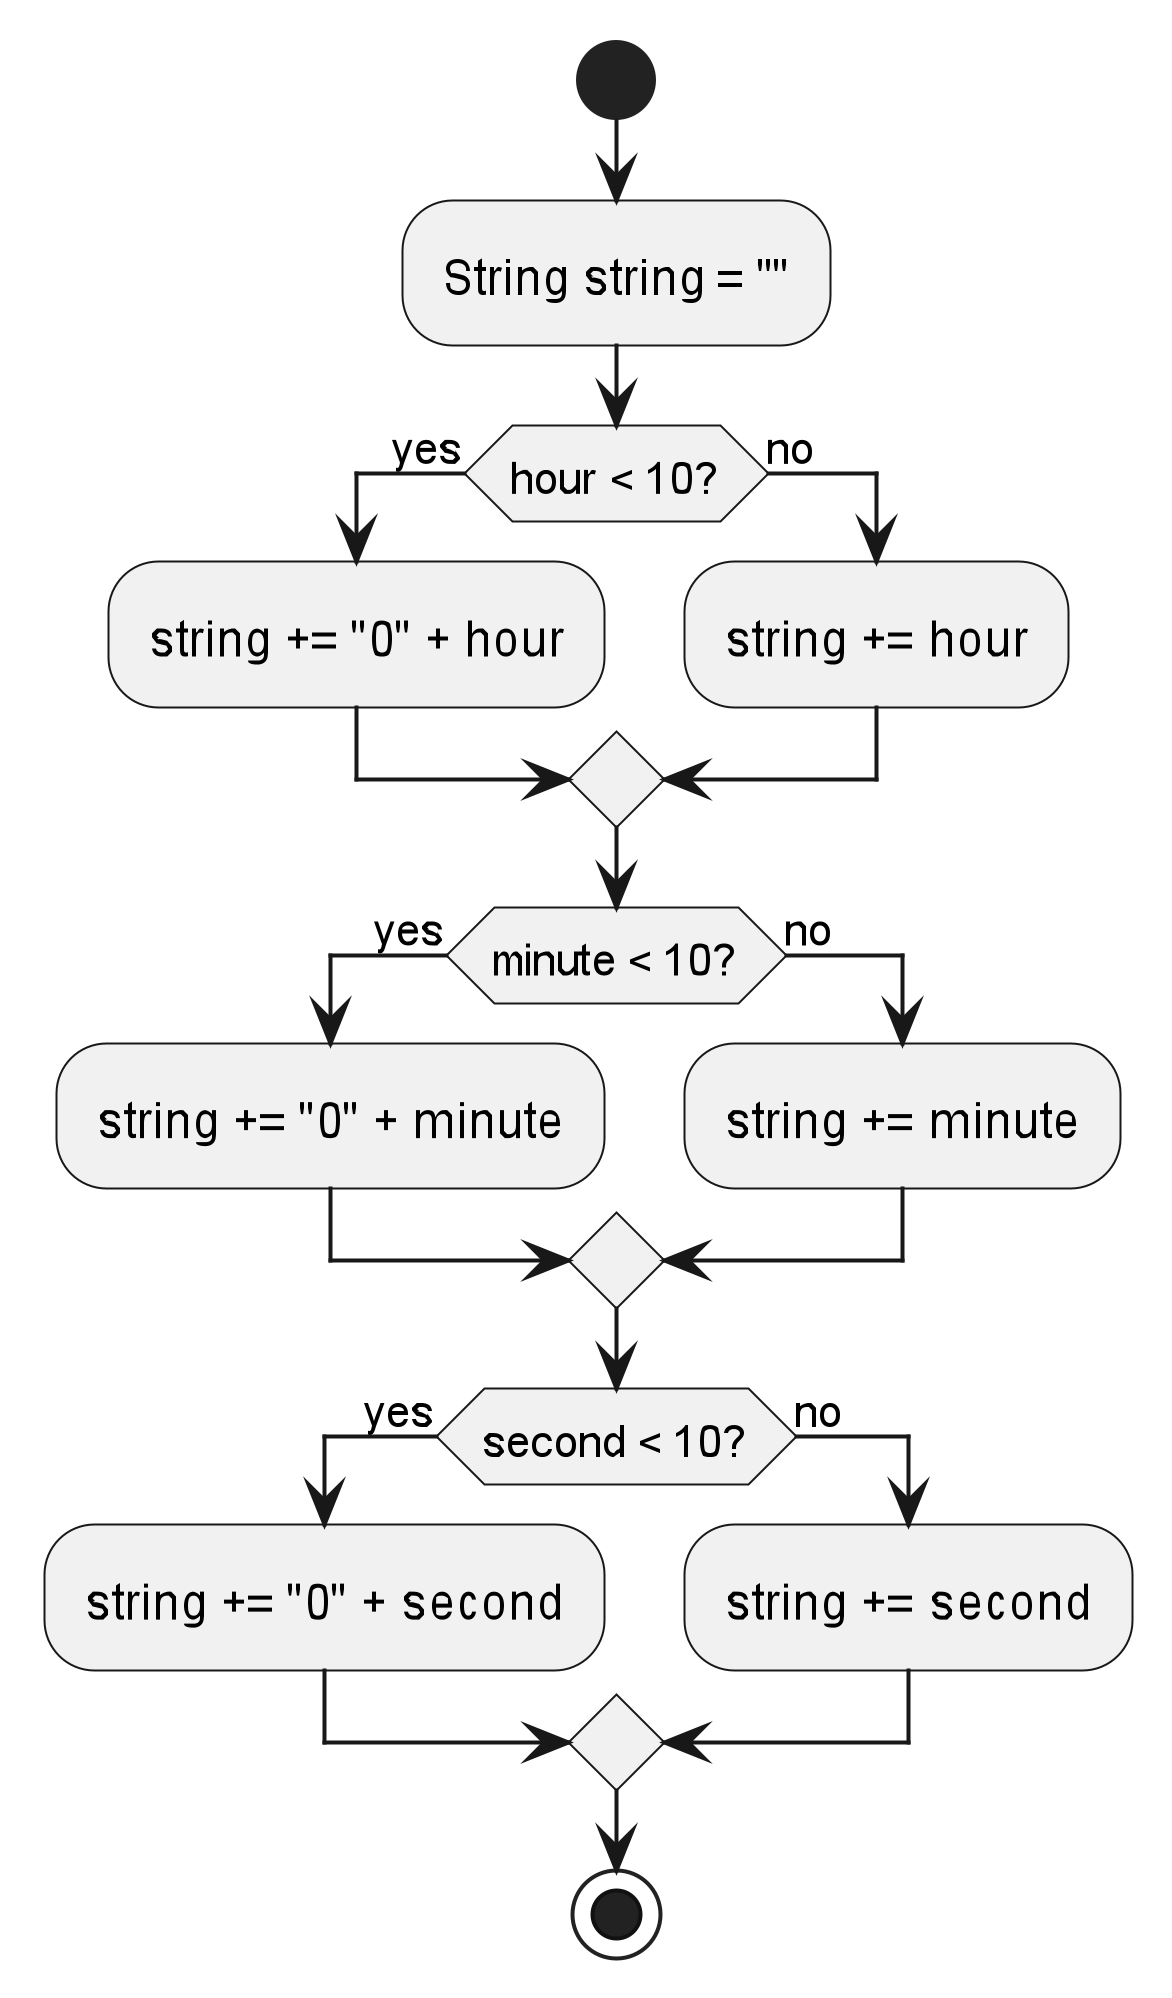 String string = ""
yes
hour < 10?
no
string += "0" + hour
string += hour
yes
minute < 10?
no
string += "0" + minute
string += minute
yes
second < 10?
no
string += "0" + second
string += second